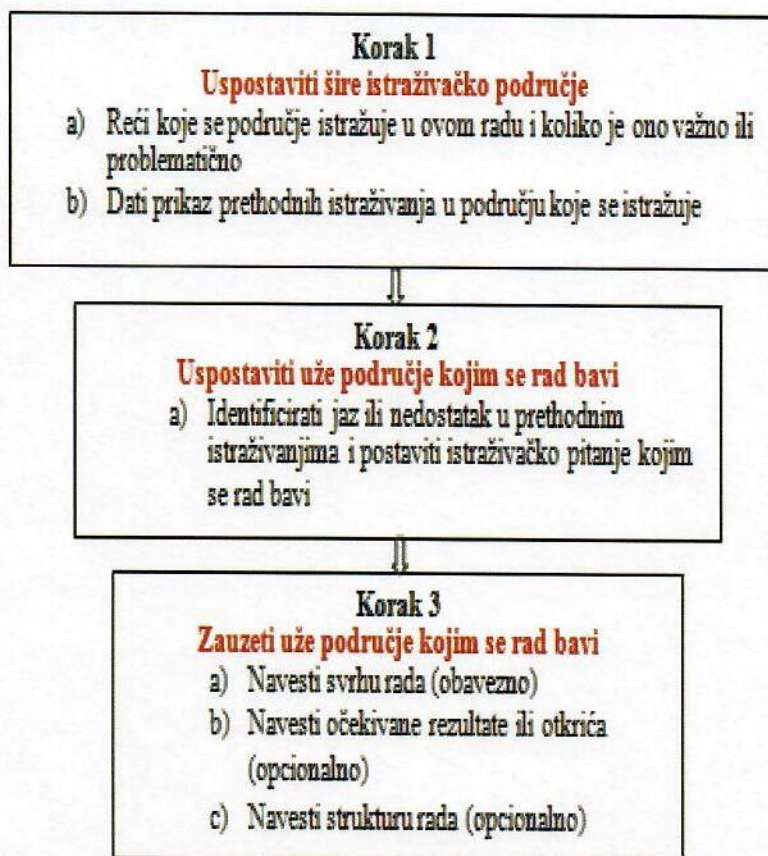 Korak 1
Uspostaviti šire istraživačko područje
a) Reći koje se područje istražuje u ovom radu i koliko je ono važno ili
problematično
b) Dati prikaz prethodnih istraživanja u području koje se istražuje
Korak 2
Uspostaviti uže područje kojim se rad bavi
a) Identificirati jaz ili nedostatak u prethodnim
istraživanjima i postaviti istraživačko pitanje kojim
se rad bavi
Korak 3
Zauzeti uže područje kojim se rad bavi
a) Navesti svrhu rada (obavezno)
b) Navesti očekivane rezultate ili otkrića
(opcionalno)
c) Navesti strukturu rada (opcionalno)